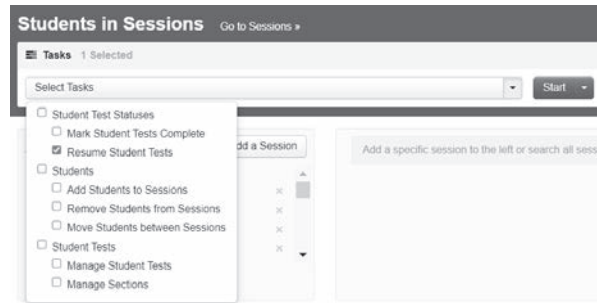 Students in Sessions Go to Sessions »
Tasks 1 Selected
Select Tasks
Start
Student Test Statuses
Mark Student Tests Complete
Resume Student Tests
Students
Add Students to Sessions
Remove Students from Sessions
Move Students between Sessions
Student Tests
Manage Student Tests
Manage Sections
dd a Session
Add a specific session to the left or search all sess